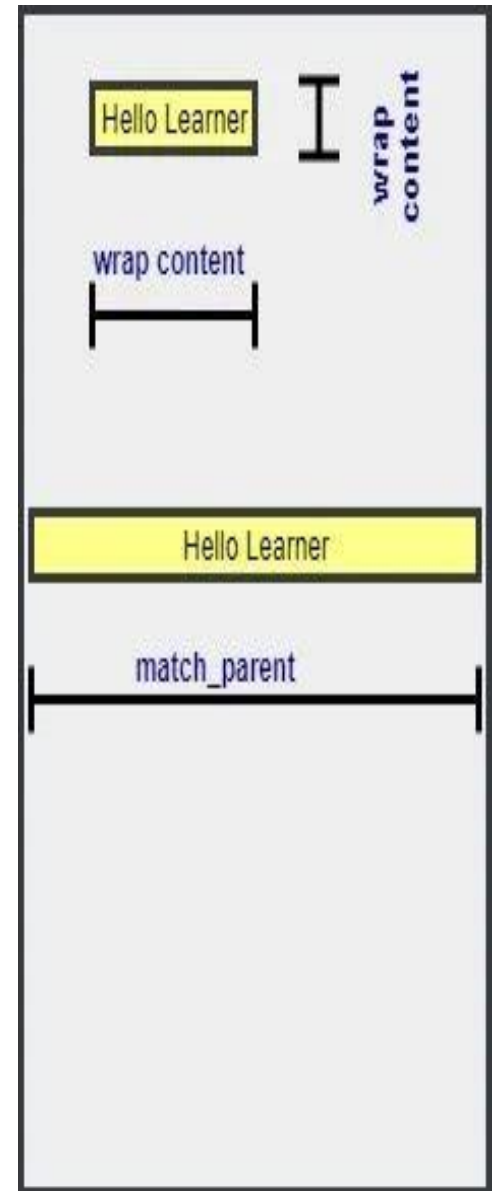 Hello Learner
wrap
content
wrap content
Hello Learner
match_parent